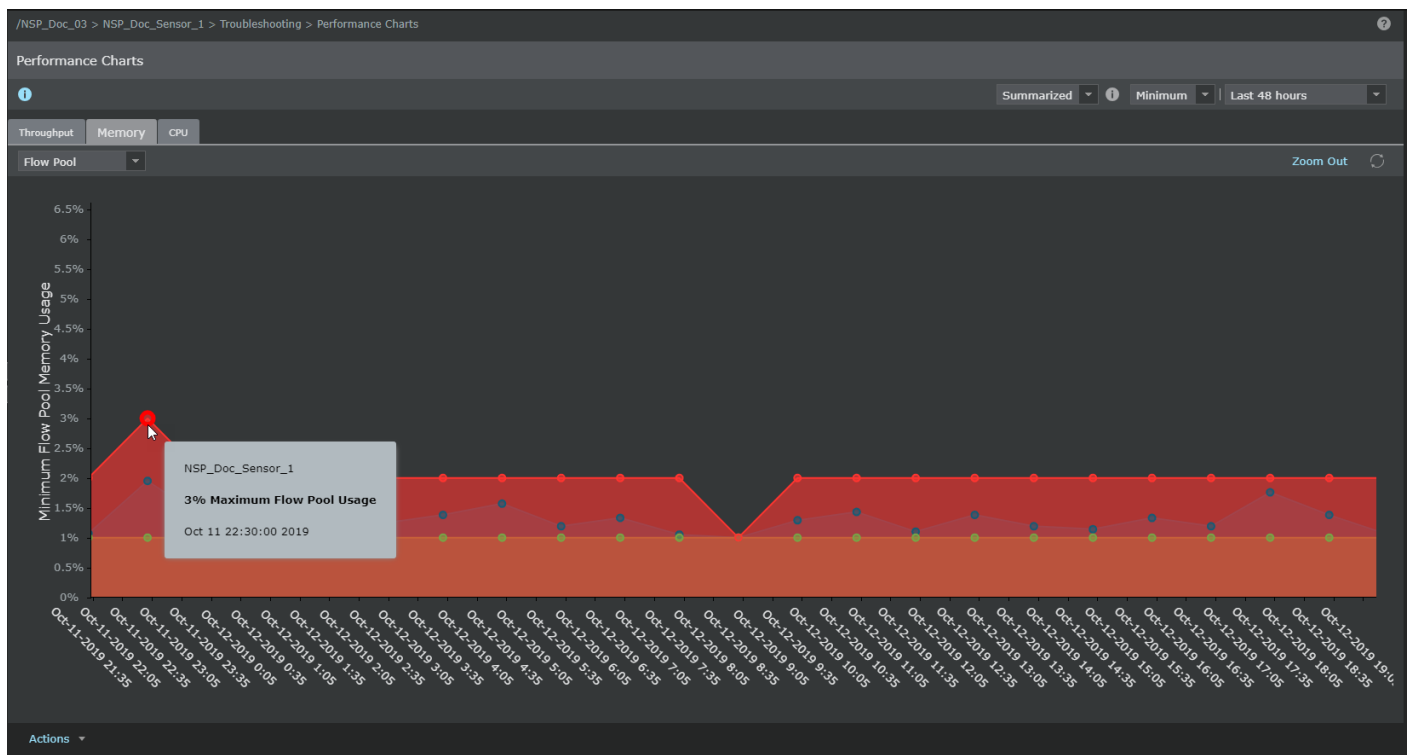 /NSP_Doc_03 > NSP_Doc_Sensor_1 > Troubleshooting > Performance Charts
Performance Charts
Summarized Minimum | Last 48 hours
Throughput Memory CPU
Flow Pool Zoom Out
Minimum Flow Pool Memory Usage
6.5%
6%
5.5%
5%
4.5%
4%
3.5%
3%
2.5%
2%
1.5%
1%
0.5%
0%
NSP_Doc_Sensor_1
3% Maximum Flow Pool Usage
Oct 11 22:30:00 2019
Oct-11-2019 21:35
Oct-11-2019 22:05
Oct-11-2019 22:35
Oct-11-2019 23:05
Oct-11-2019 23:35
Oct-12-2019 0:05
Oct-12-2019 0:35
Oct-12-2019 1:05
Oct-12-2019 1:35
Oct-12-2019 2:05
Oct-12-2019 2:35
Oct-12-2019 3:05
Oct-12-2019 3:35
Oct-12-2019 4:05
Oct-12-2019 4:35
Oct-12-2019 5:05
Oct-12-2019 5:35
Oct-12-2019 6:05
Oct-12-2019 6:35
Oct-12-2019 7:05
Oct-12-2019 7:35
Oct-12-2019 8:05
Oct-12-2019 8:35
Oct-12-2019 9:05
Oct-12-2019 9:35
Oct-12-2019 10:05
Oct-12-2019 10:35
Oct-12-2019 11:05
Oct-12-2019 11:35
Oct-12-2019 12:05
Oct-12-2019 12:35
Oct-12-2019 13:05
Oct-12-2019 13:35
Oct-12-2019 14:05
Oct-12-2019 14:35
Oct-12-2019 15:05
Oct-12-2019 15:35
Oct-12-2019 16:05
Oct-12-2019 16:35
Oct-12-2019 17:05
Oct-12-2019 17:35
Oct-12-2019 18:05
Oct-12-2019 18:35
Oct-12-2019
Actions